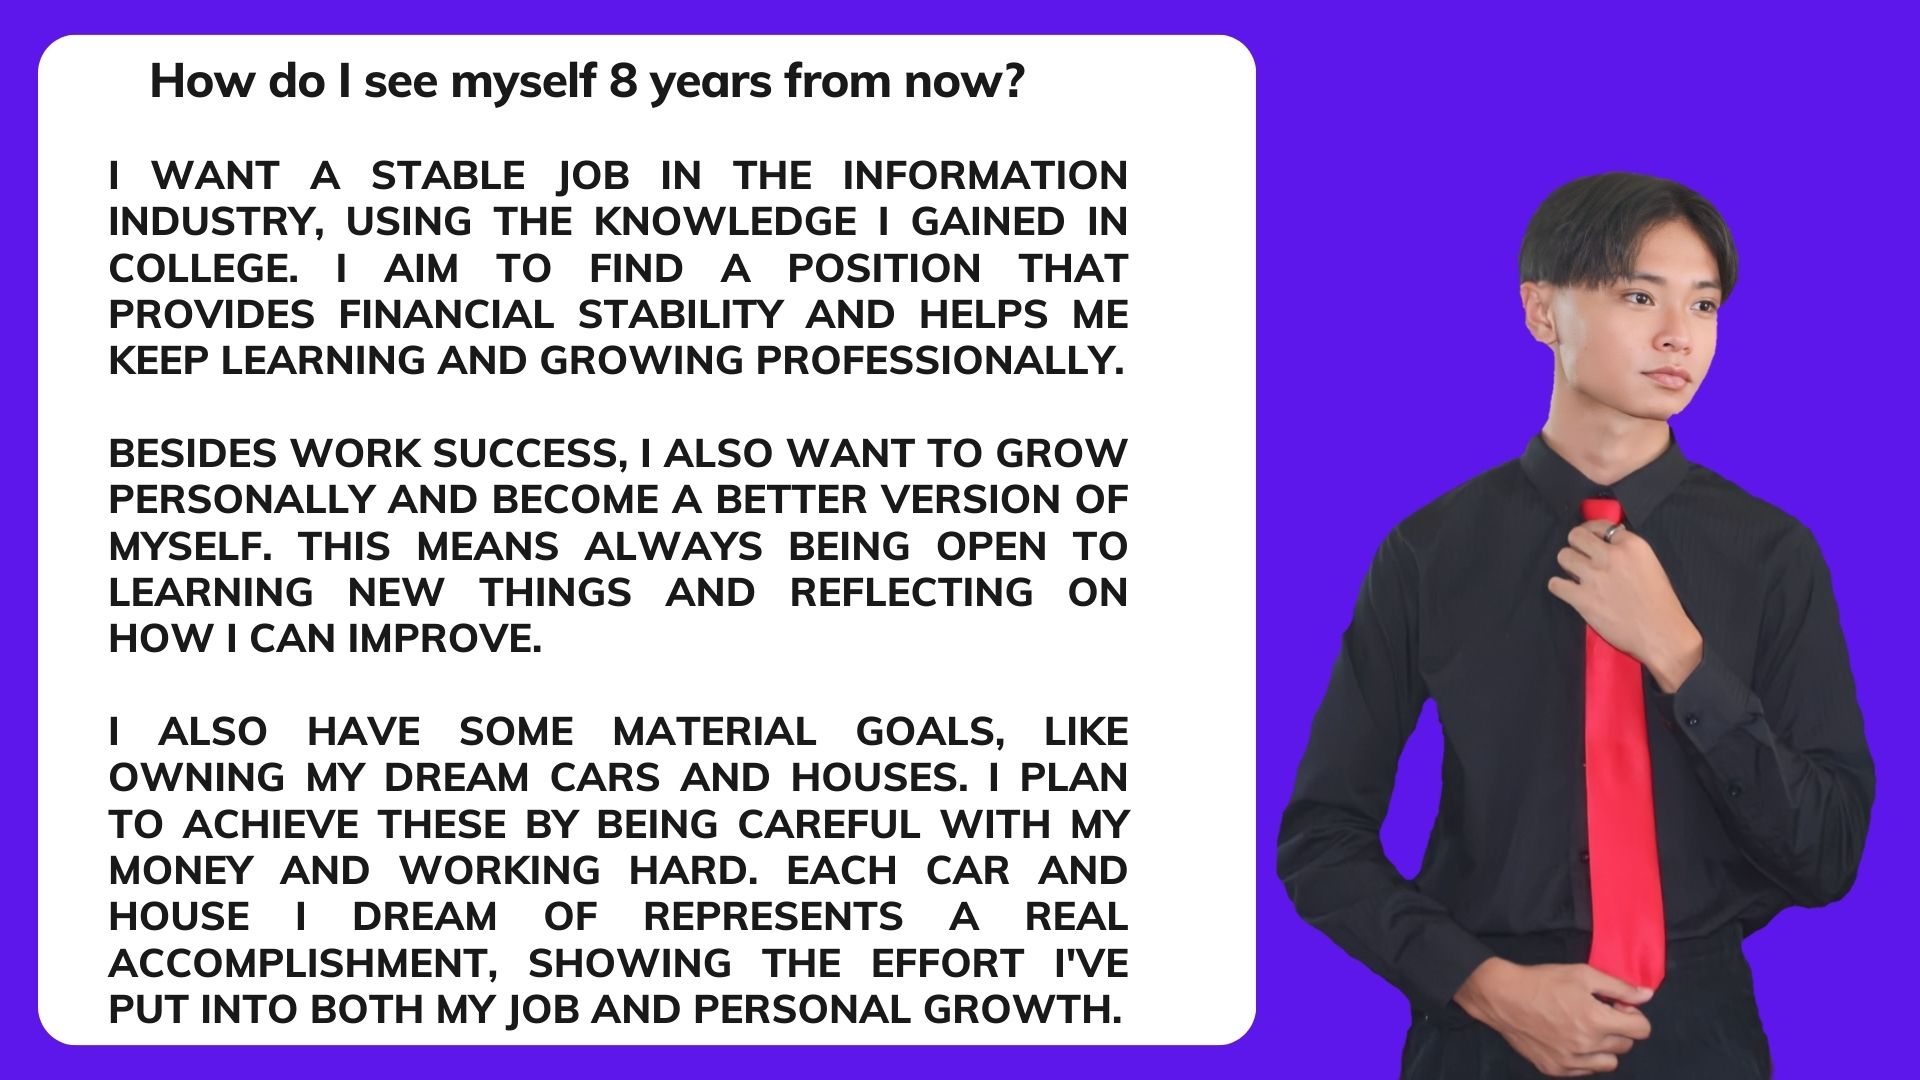 How do I see myself 8 years from now?
I WANT A STABLE JOB IN THE INFORMATION
INDUSTRY, USING THE KNOWLEDGE I GAINED IN
COLLEGE. I AIM TO FIND A POSITION THAT
PROVIDES FINANCIAL STABILITY AND HELPS ME
KEEP LEARNING AND GROWING PROFESSIONALLY.
BESIDES WORK SUCCESS, I ALSO WANT TO GROW
PERSONALLY AND BECOME A BETTER VERSION OF
MYSELF. THIS MEANS ALWAYS BEING OPEN TO
LEARNING NEW THINGS AND REFLECTING ON
HOW I CAN IMPROVE.
I ALSO HAVE SOME MATERIAL GOALS, LIKE
OWNING MY DREAM CARS AND HOUSES. I PLAN
TO ACHIEVE THESE BY BEING CAREFUL WITH MY
MONEY AND WORKING HARD. EACH CAR AND
HOUSE I DREAM OF REPRESENTS A REAL
ACCOMPLISHMENT, SHOWING THE EFFORT I'VE
PUT INTO BOTH MY JOB AND PERSONAL GROWTH.